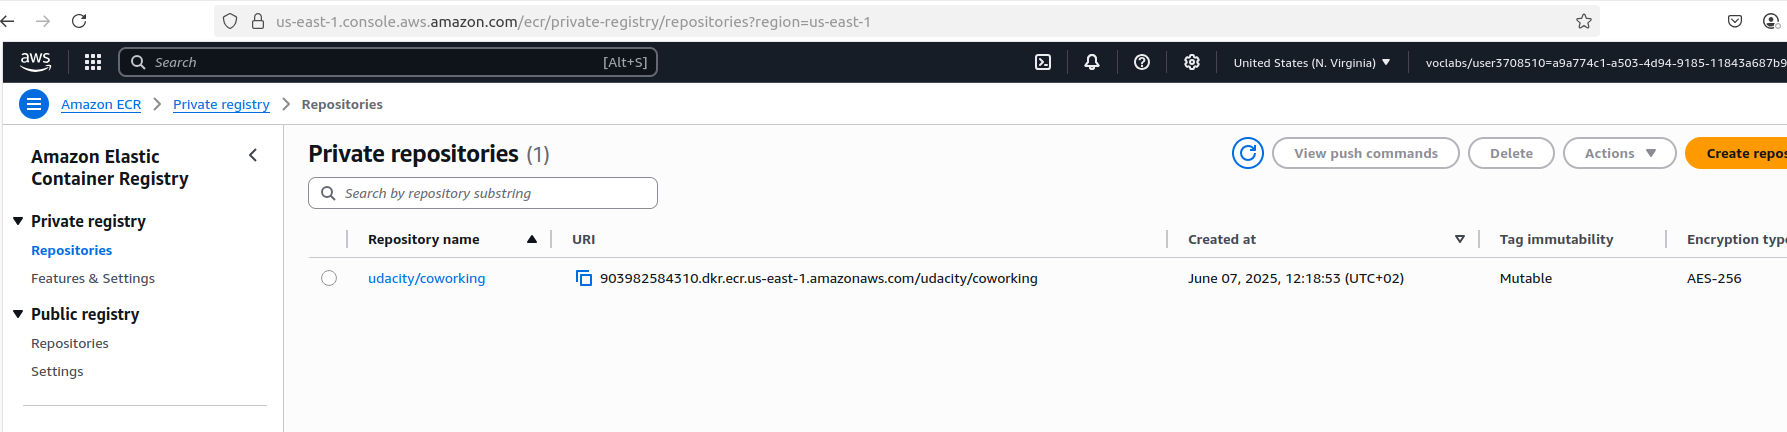 us-east-1.console.aws.amazon.com/ecr/private-registry/repositories?region=us-east-1
aws
Search
[Alt+S]
United States (N. Virginia)
voclabs/user3708510=a9a774c1-a503-4d94-9185-11843a687b9
Amazon ECR
Private registry
Repositories
Amazon Elastic
Container Registry
Private registry
Repositories
Features & Settings
Public registry
Repositories
Settings
Private repositories (1)
View push commands
Delete
Actions
Create repos
Search by repository substring
Repository name
URI
Created at
Tag immutability
Encryption type
udacity/coworking
903982584310.dkr.ecr.us-east-1.amazonaws.com/udacity/coworking
June 07, 2025, 12:18:53 (UTC+02)
Mutable
AES-256